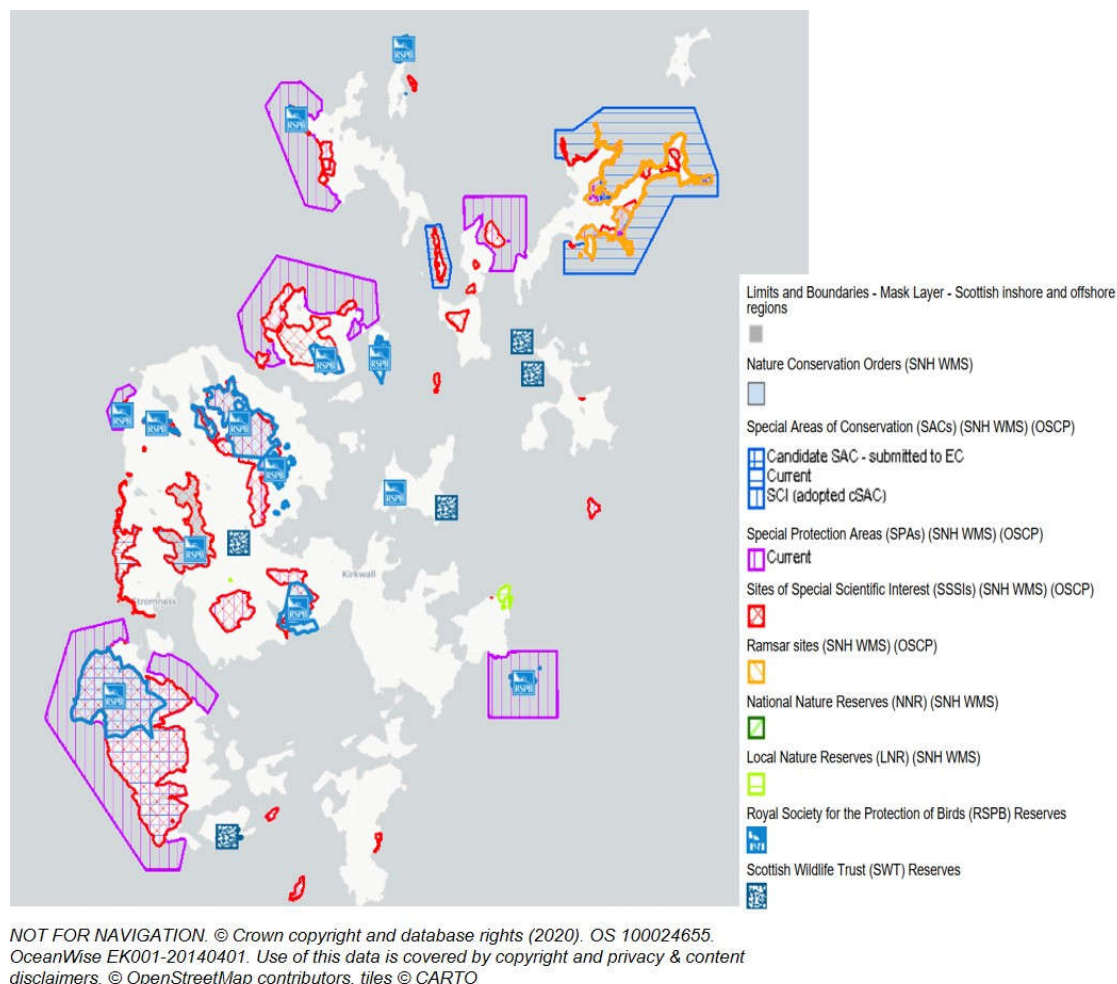 RSPB
RSPB
RSPB
RSPB
RSPB
RSPB
RSPB
RSPB
RSPB
RSPB
Kirkwall
Stromness
RSPB
RSPB
RSPB
Limits and Boundaries - Mask Layer - Scottish inshore and offshore
regions
Nature Conservation Orders (SNH WMS)
Special Areas of Conservation (SACs) (SNH WMS) (OSCP)
Candidate SAC - submitted to EC
Current
SCI (adopted cSAC)
Special Protection Areas (SPAs) (SNH WMS) (OSCP)
Current
Sites of Special Scientific Interest (SSSIs) (SNH WMS) (OSCP)
Ramsar sites (SNH WMS) (OSCP)
National Nature Reserves (NNR) (SNH WMS)
Local Nature Reserves (LNR) (SNH WMS)
Royal Society for the Protection of Birds (RSPB) Reserves
Scottish Wildlife Trust (SWT) Reserves
NOT FOR NAVIGATION. © Crown copyright and database rights (2020). OS 100024655.
OceanWise EK001-20140401. Use of this data is covered by copyright and privacy & content
disclaimers. © OpenStreetMap contributors, tiles © CARTO